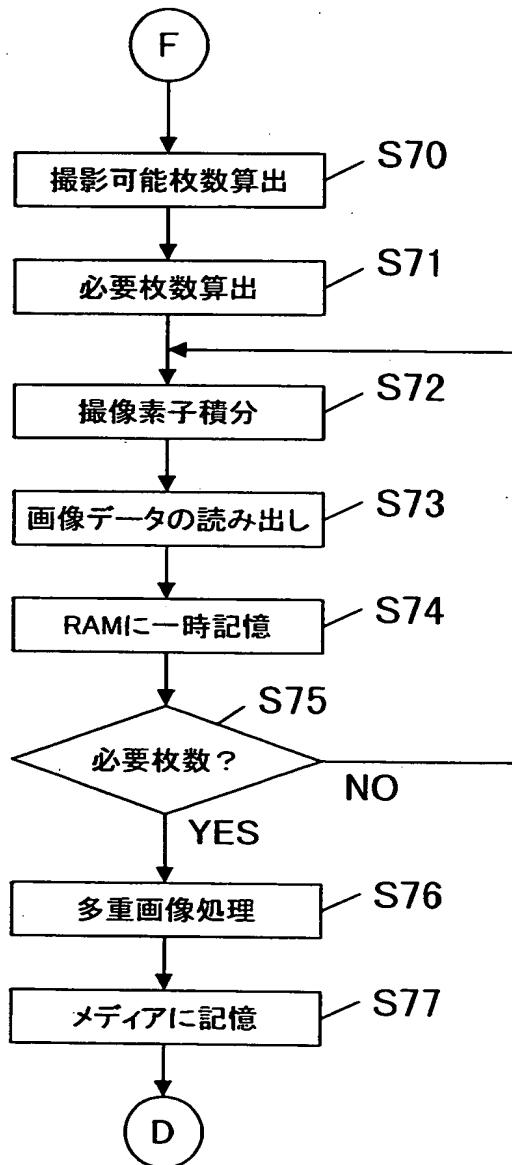 F
撮影可能枚数算出
S70
必要枚数算出
S71
撮像素子積分
S72
画像データの読み出し
S73
RAMに一時記憶
S74
必要枚数?
S75
NO
YES
多重画像処理
S76
メディアに記憶
S77
D